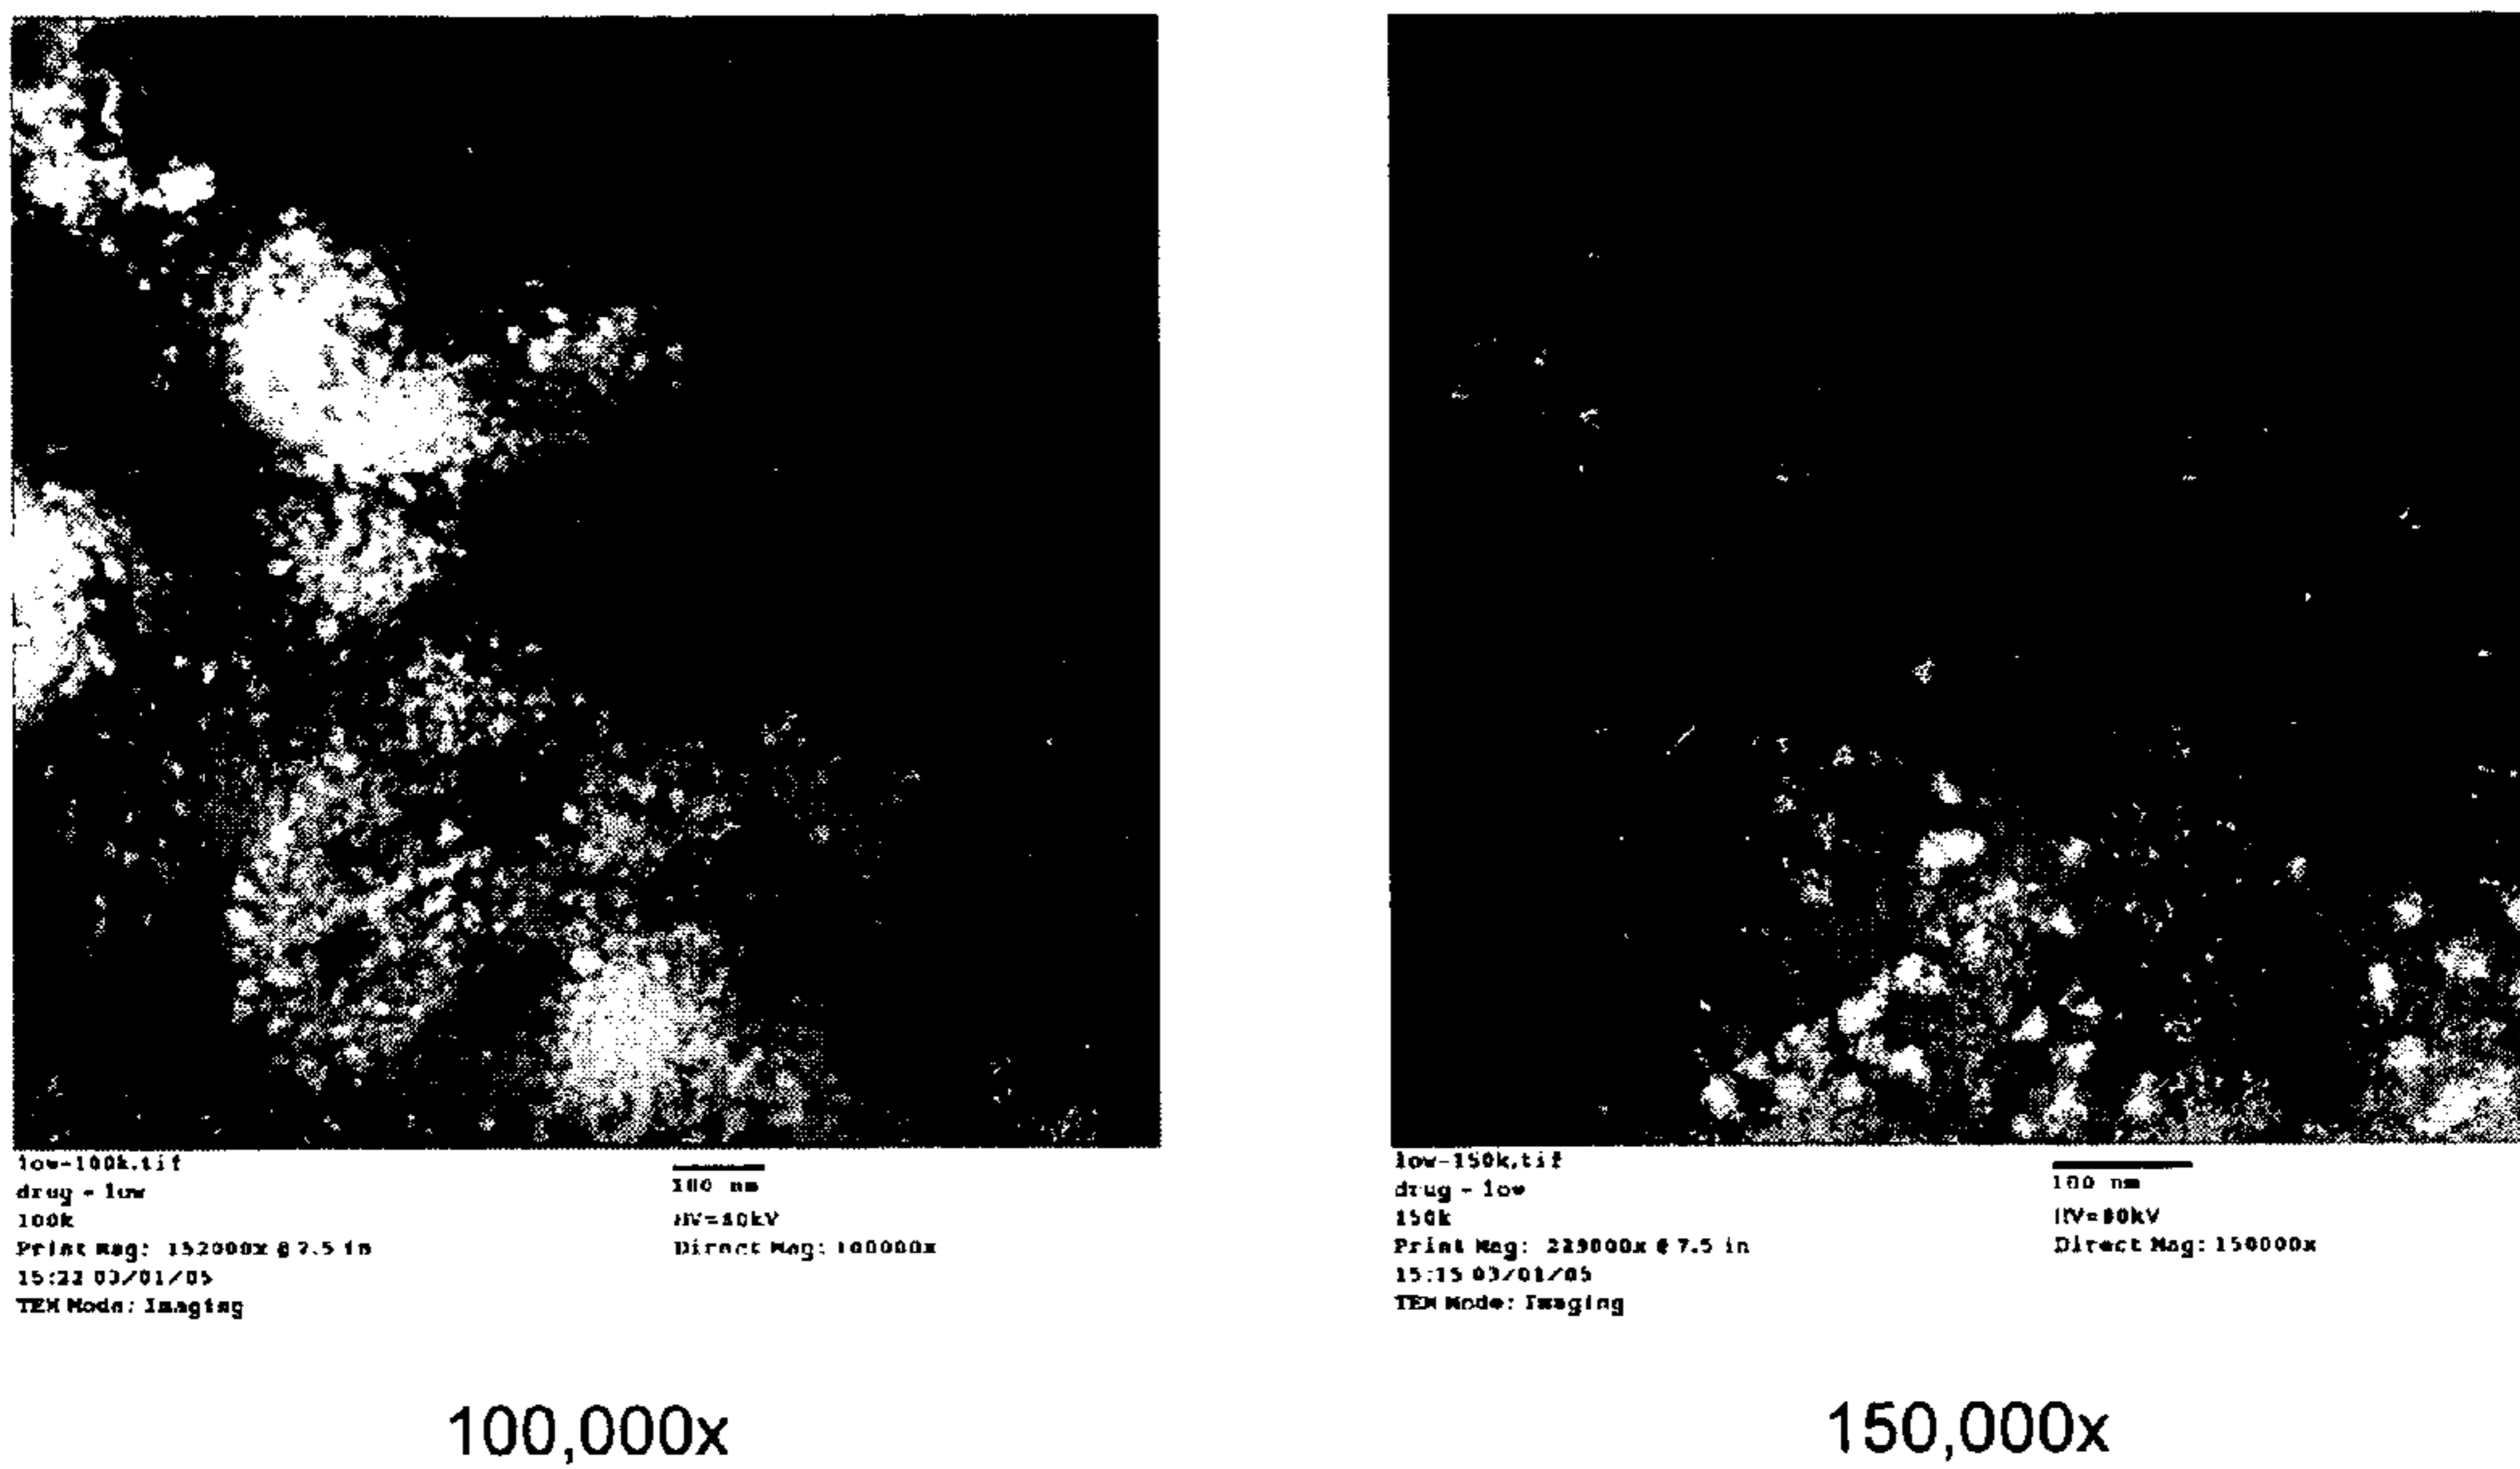 low-100k.tif
drug - low
100k
Print Mag: 152000x @ 7.5 in
15:22 03/01/05
TEM Mode: Imaging
100 nm
HV=80kV
Direct Mag: 100000x
100,000x
low-150k.tif
drug - low
150k
Print Mag: 229000x @ 7.5 in
15:15 03/01/05
TEM Mode: Imaging
100 nm
HV=80kV
Direct Mag: 150000x
150,000x